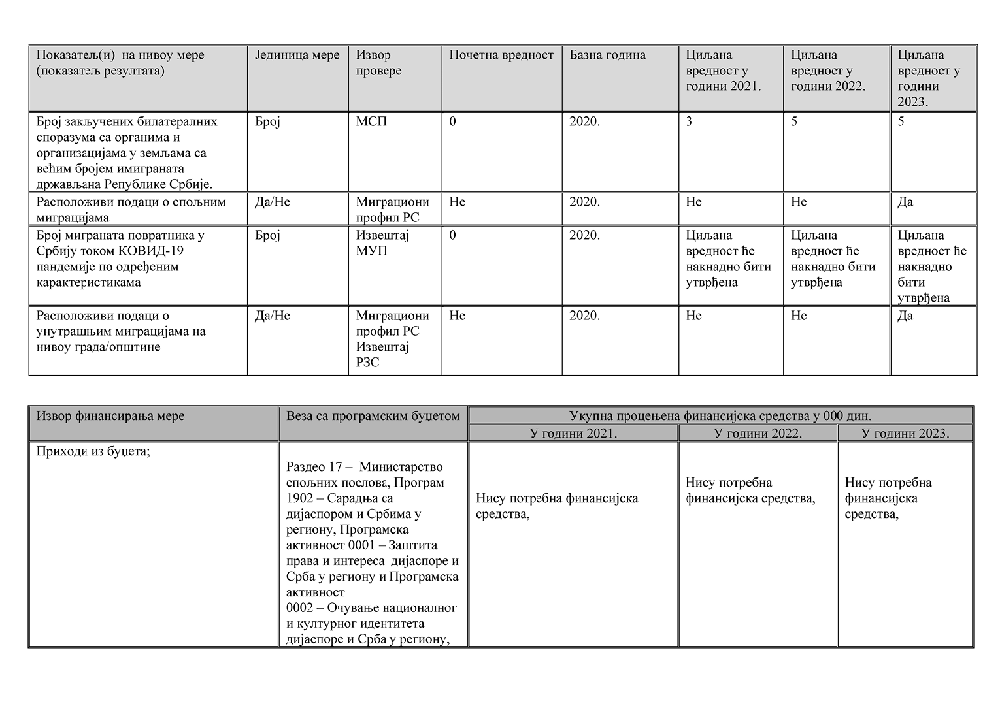 Показатељ(и)  на нивоу мере
(показатељ резултата)
Јединица мере
Извор
провере
Почетна вредност
Базна година
Циљана
вредност у
години 2021.
Циљана
вредност у
години 2022.
Циљана
вредност у
години
2023.
Број закључених билатералних
споразума са органима и
организацијама у земљама са
већим бројем имиграната
држављана Републике Србије.
Број
МСП
0
2020.
3
5
5
Расположиви подаци о спољним
миграцијама
Да/Не
Миграциони
профил РС
Не
2020.
Не
Не
Да
Број миграната повратника у
Србију током КОВИД-19
пандемије по одређеним
карактеристикама
Број
Извештај
МУП
0
2020.
Циљана
вредност ће
накнадно бити
утврђена
Циљана
вредност ће
накнадно бити
утврђена
Циљана
вредност ће
накнадно
бити
утврђена
Расположиви подаци о
унутрашњим миграцијама на
нивоу града/општине
Да/Не
Миграциони
профил РС
Извештај
РЗС
Не
2020.
Не
Не
Да
Извор финансирања мере
Веза са програмским буџетом
Укупна процењена финансијска средства у 000 дин.
У години 2021.
У години 2022.
У години 2023.
Приходи из буџета;
Раздео 17 –  Министарство
спољних послова, Програм
1902 – Сарадња са
дијаспором и Србима у
региону, Програмска
активност 0001 – Заштита
права и интереса  дијаспоре и
Срба у региону и Програмска
активност
0002 – Очување националног
и културног идентитета
дијаспоре и Срба у региону,
Нису потребна финансијска
средства,
Нису потребна
финансијска средства,
Нису потребна
финансијска
средства,